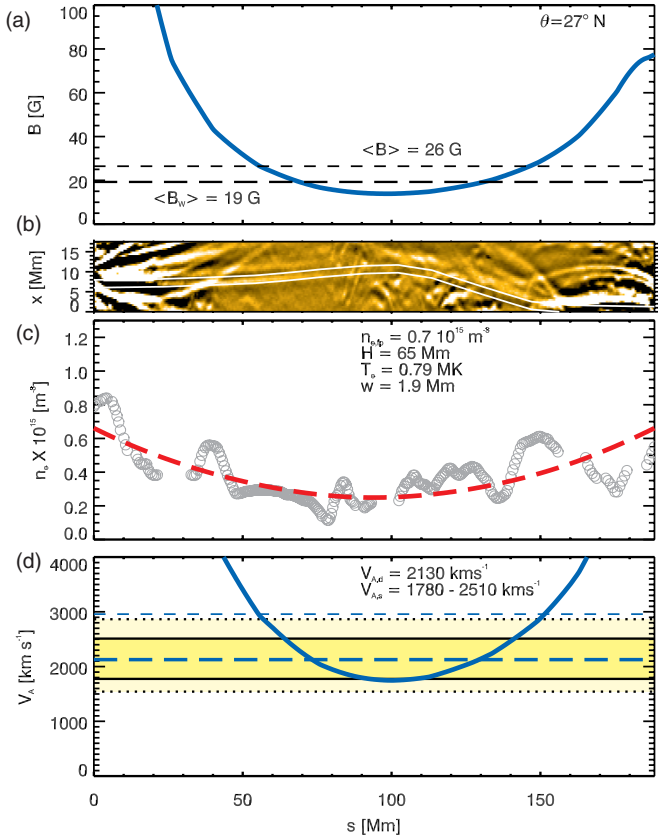 (a)
100
80
60
40
20
0
B [G]
θ=27° N
<B> = 26 G
<B_w> = 19 G
(b)
15
10
5
0
x [Mm]
(c)
1.2
1.0
0.8
0.6
0.4
0.2
0.0
n_e X 10^15 [m^-3]
n_e,fp = 0.7 10^15 m^-3
H = 65 Mm
T_e = 0.79 MK
w = 1.9 Mm
(d)
4000
3000
2000
1000
0
V_A [km s^-1]
V_A,d = 2130 kms^-1
V_A,s = 1780 - 2510 kms^-1
0
50
100
150
s [Mm]